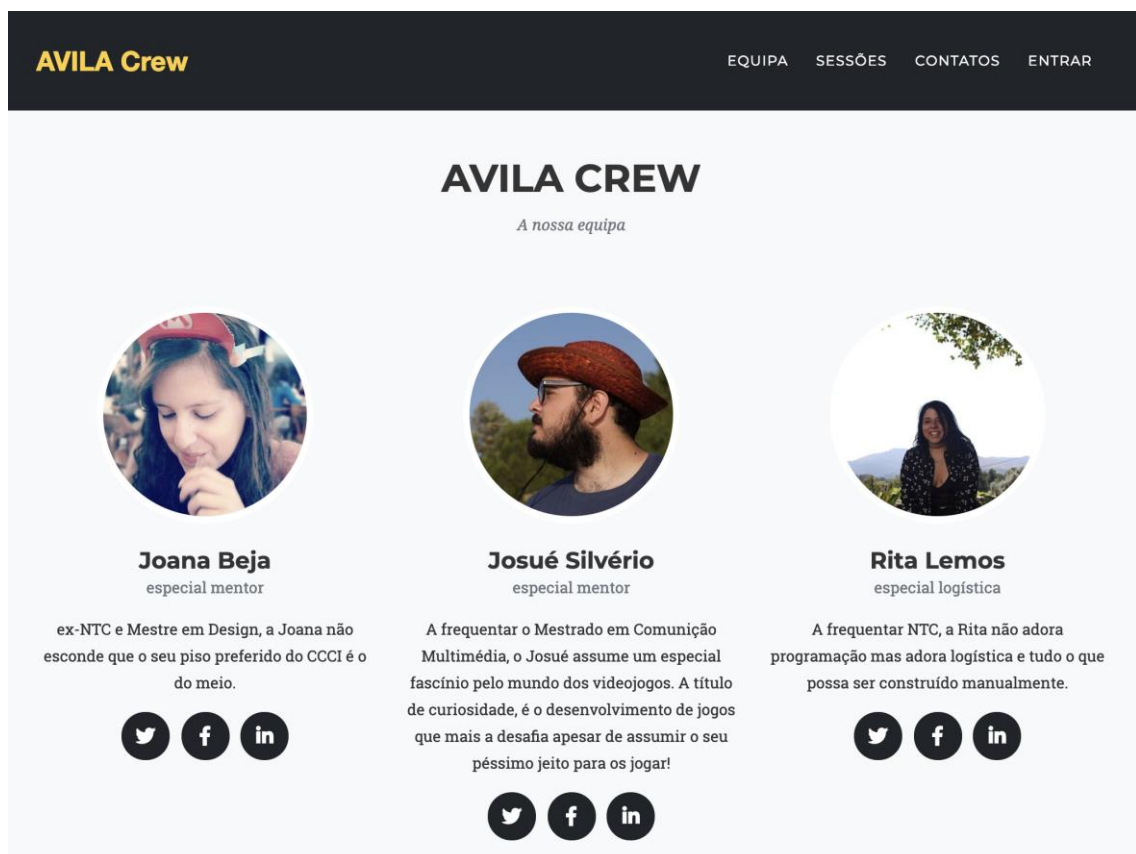 AVILA Crew
EQUIPA SESSÕES CONTATOS ENTRAR
AVILA CREW
A nossa equipa
Joana Beja
especial mentor
ex-NTC e Mestre em Design, a Joana não
esconde que o seu piso preferido do CCCI é o
do meio.
Josué Silvério
especial mentor
A frequentar o Mestrado em Comunição
Multimédia, o Josué assume um especial
fascínio pelo mundo dos videojogos. A título
de curiosidade, é o desenvolvimento de jogos
que mais a desafia apesar de assumir o seu
péssimo jeito para os jogar!
Rita Lemos
especial logística
A frequentar NTC, a Rita não adora
programação mas adora logística e tudo o que
possa ser construído manualmente.